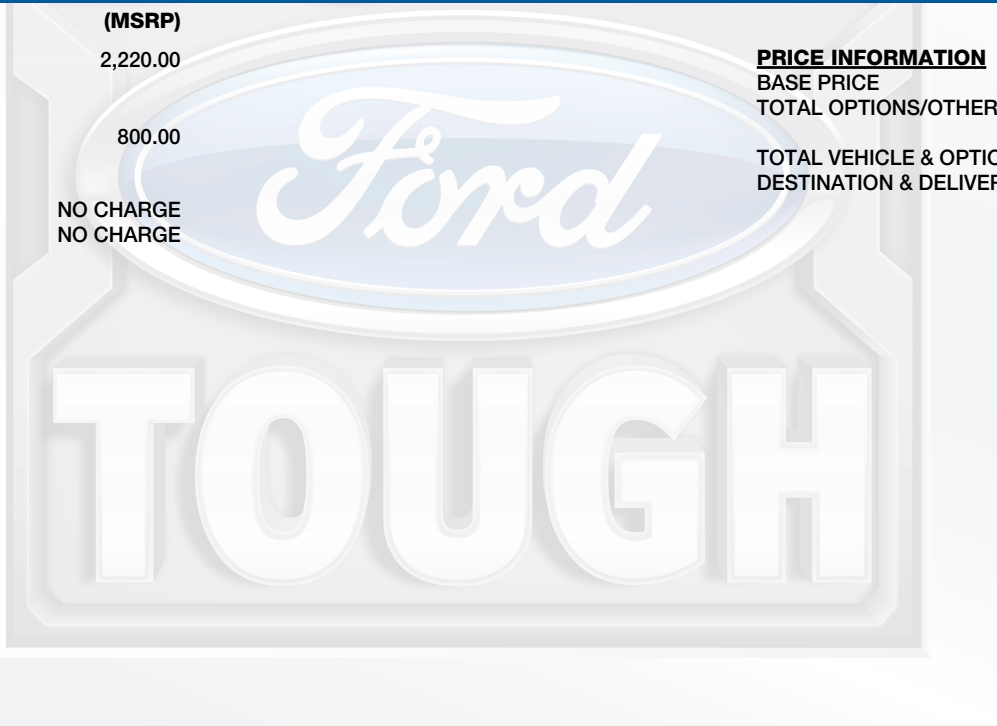 (MSRP)
2,220.00
800.00
NO CHARGE
NO CHARGE
PRICE INFORMATION
BASE PRICE
TOTAL OPTIONS/OTHER
TOTAL VEHICLE & OPTIO
DESTINATION & DELIVER
Ford
TOUGH